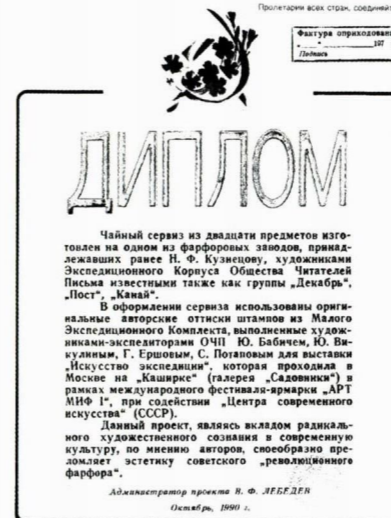 Пролетарии всех стран, соединяй
Фактура оприходован
"__" ______197
Подпись
ДИПЛОМ
Чайный сервиз из двадцати предметов изго-
товлен на одном из фарфоровых заводов, принад-
лежавших ранее Н. Ф. Кузнецову, художниками
Экспедиционного Корпуса Общества Читателей
Письма известными также как группы „Декабрь“,
„Пост“, „Канай“.
В оформлении сервиза использованы ориги-
нальные авторские оттиски штампов из Малого
Экспедиционного Комплекта, выполненные худож-
никами-экспедиторами ОЧП Ю. Бабичем, Ю. Ви-
кулиным, Г. Ершовым, С. Потаповым для выставки
„Искусство экспедиции“, которая проходила в
Москве на „Каширке“ (галерея „Садовники“) в
рамках международного фестиваля-ярмарки „АРТ
МИФ I“, при содействии „Центра современного
искусства“ (СССР).
Данный проект, являясь вкладом радикаль-
ного художественного сознания в современную
культуру, по мнению авторов, своеобразно пре-
ломляет эстетику советского „революционного
фарфора“.
Администратор проекта В. Ф. ЛЕБЕДЕВ
Октябрь, 1990 г.